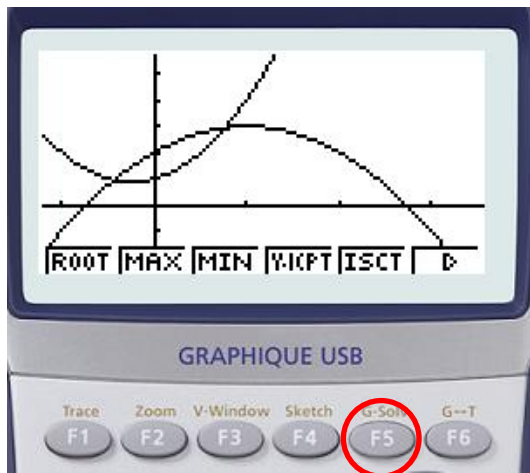 ROOT MAX MIN Y-ICPT ISCT ▷
GRAPHIQUE USB
Trace Zoom V-Window Sketch G-Solv G↔T
F1 F2 F3 F4 F5 F6